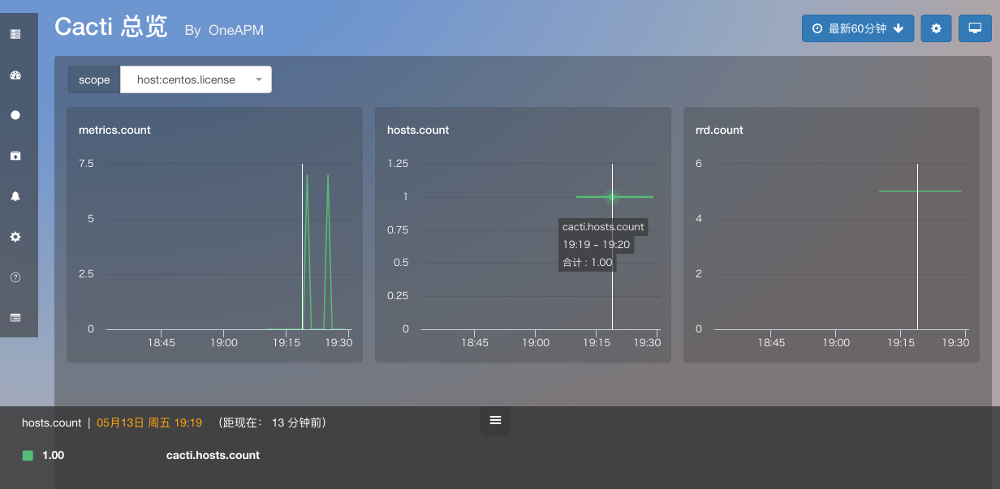 Cacti 总览 By OneAPM
最新60分钟
scope host:centos.license
metrics.count
7.5
5
2.5
0
18:45 19:00 19:15 19:30
hosts.count
1.25
1
0.75
0.5
0.25
0
18:45 19:00 19:15 19:30
cacti.hosts.count
19:19 ~ 19:20
合计 : 1.00
rrd.count
6
4
2
0
18:45 19:00 19:15 19:30
hosts.count | 05月13日 周五 19:19 （距现在： 13 分钟前）
1.00 cacti.hosts.count